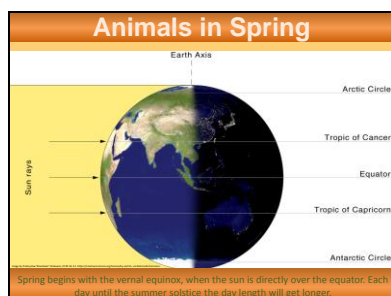 Animals in Spring
Earth Axis
Arctic Circle
Tropic of Cancer
Sun rays
Equator
Tropic of Capricorn
Antarctic Circle
Spring begins with the vernal equinox, when the sun is directly over the equator. Each
day until the summer solstice the day length will get longer.